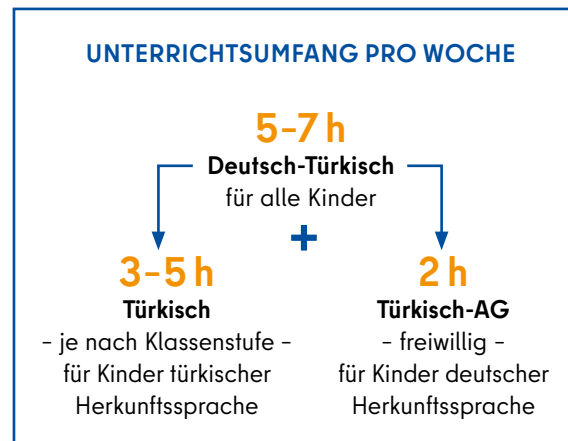 UNTERRICHTSUMFANG PRO WOCHE
5–7 h
Deutsch-Türkisch
für alle Kinder
+
3–5 h
Türkisch
– je nach Klassenstufe –
für Kinder türkischer
Herkunftssprache
2 h
Türkisch-AG
– freiwillig –
für Kinder deutscher
Herkunftssprache